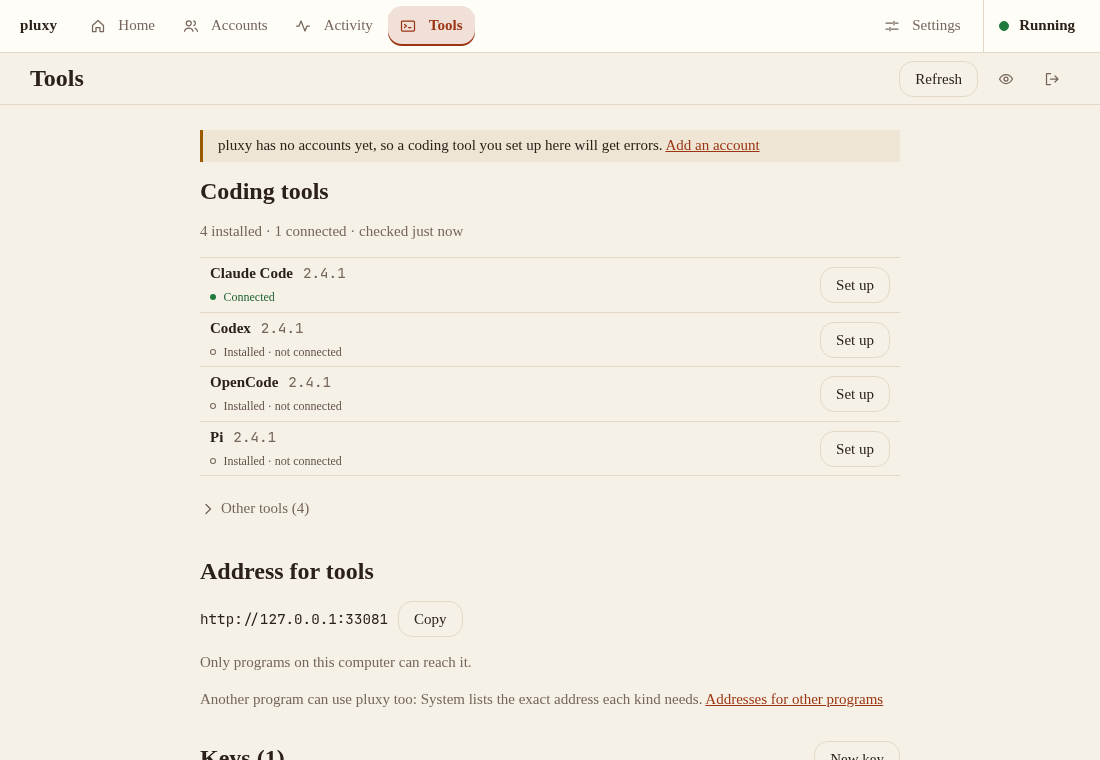 pluxy Home Accounts Activity Tools Settings Running
Tools Refresh
pluxy has no accounts yet, so a coding tool you set up here will get errors. Add an account
Coding tools
4 installed · 1 connected · checked just now
Claude Code 2.4.1
Connected
Set up
Codex 2.4.1
Installed · not connected
Set up
OpenCode 2.4.1
Installed · not connected
Set up
Pi 2.4.1
Installed · not connected
Set up
Other tools (4)
Address for tools
http://127.0.0.1:33081 Copy
Only programs on this computer can reach it.
Another program can use pluxy too: System lists the exact address each kind needs. Addresses for other programs
Keys (1) New key